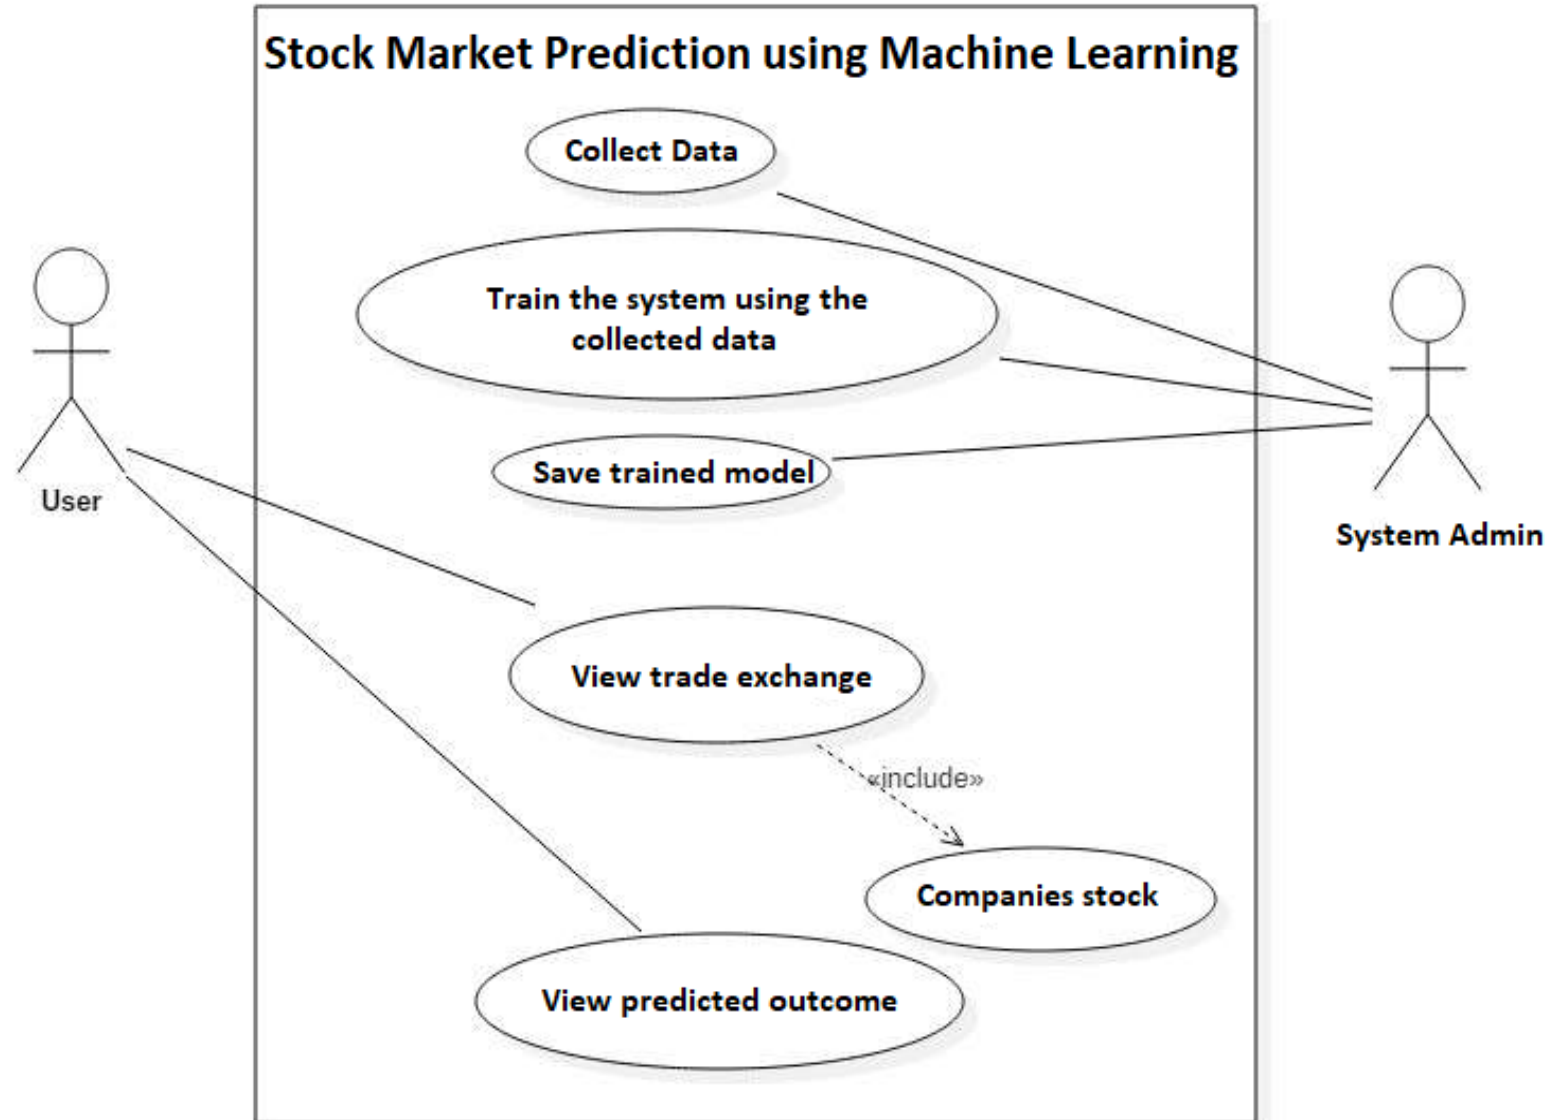 Stock Market Prediction using Machine Learning
Collect Data
Train the system using the
collected data
Save trained model
User
System Admin
View trade exchange
«include»
Companies stock
View predicted outcome